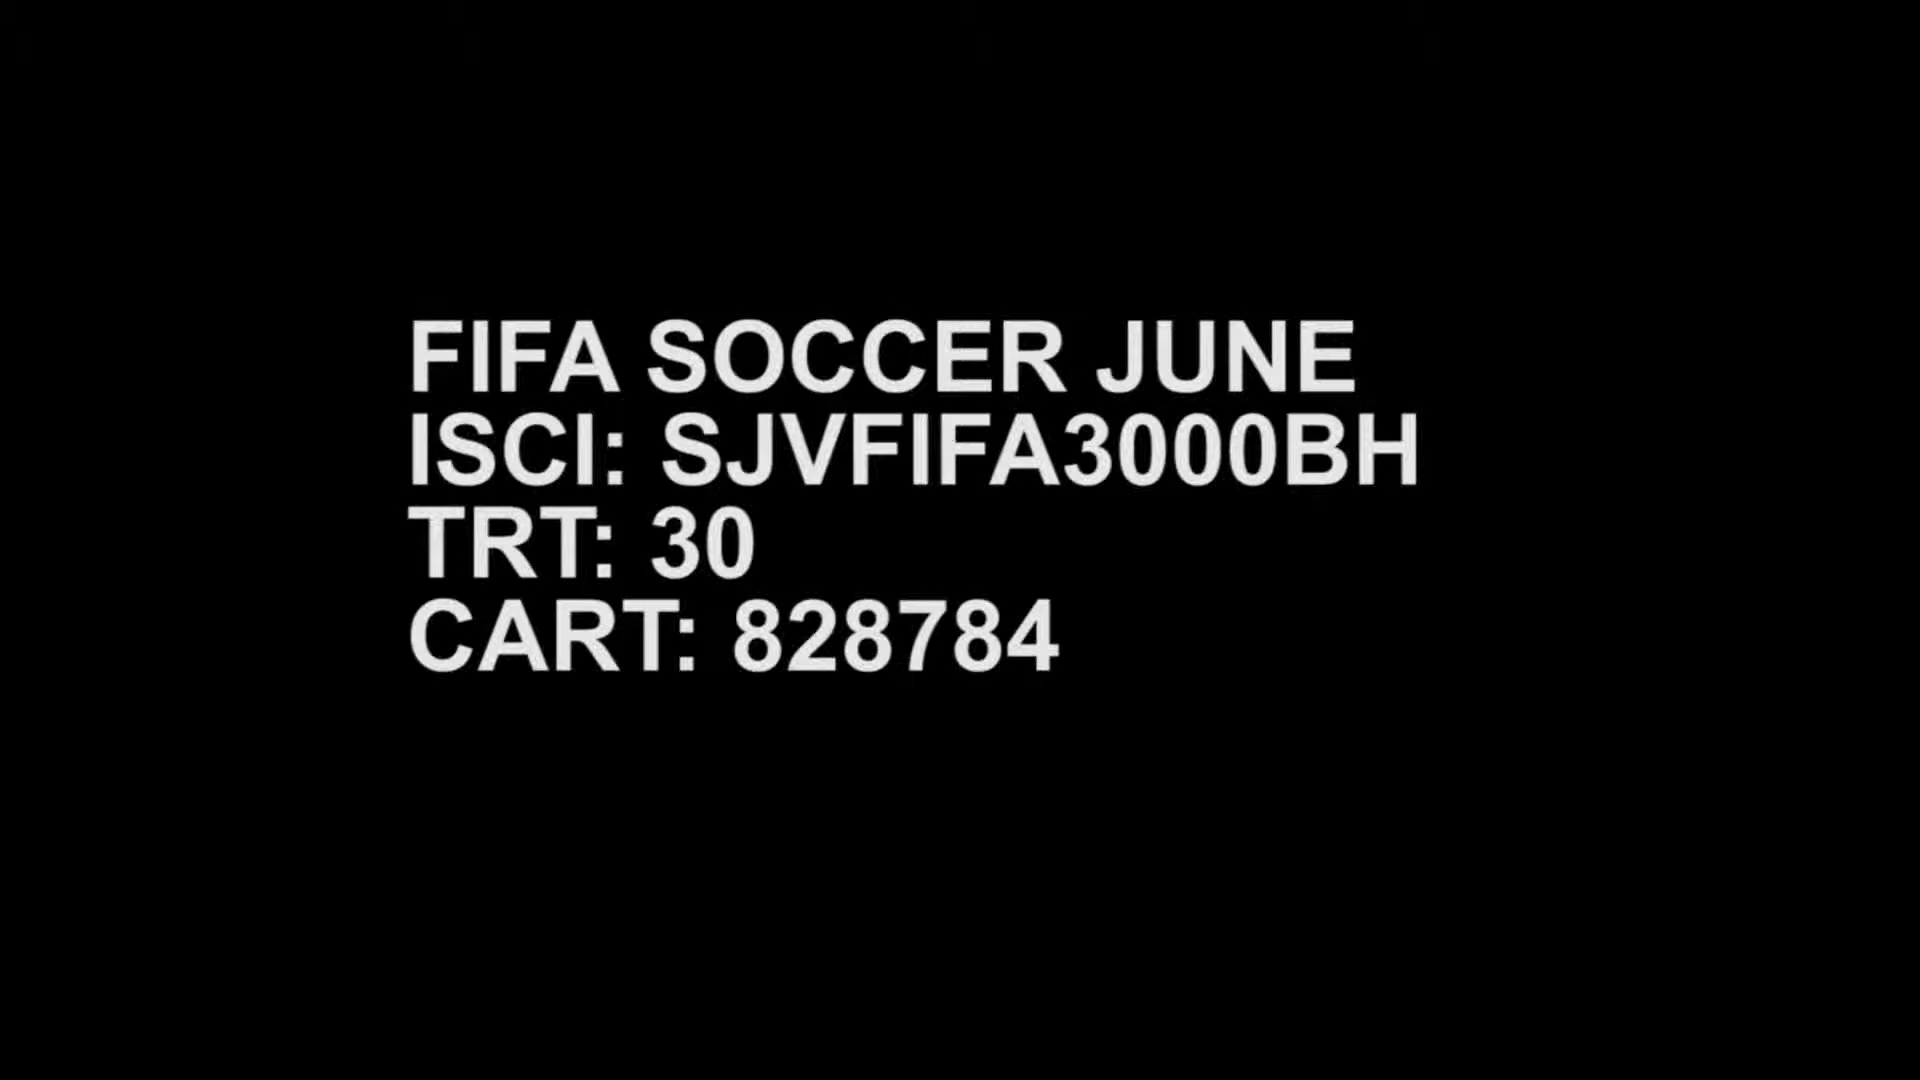 FIFA SOCCER JUNE
ISCI: SJVFIFA3000BH
TRT: 30
CART: 828784